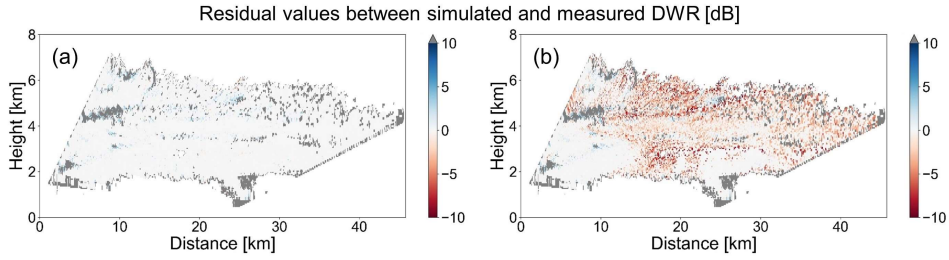 Residual values between simulated and measured DWR [dB]
(a)
Height [km]
8
6
4
2
0
0 10 20 30 40
Distance [km]
10
5
0
−5
−10
(b)
Height [km]
8
6
4
2
0
0 10 20 30 40
Distance [km]
10
5
0
−5
−10